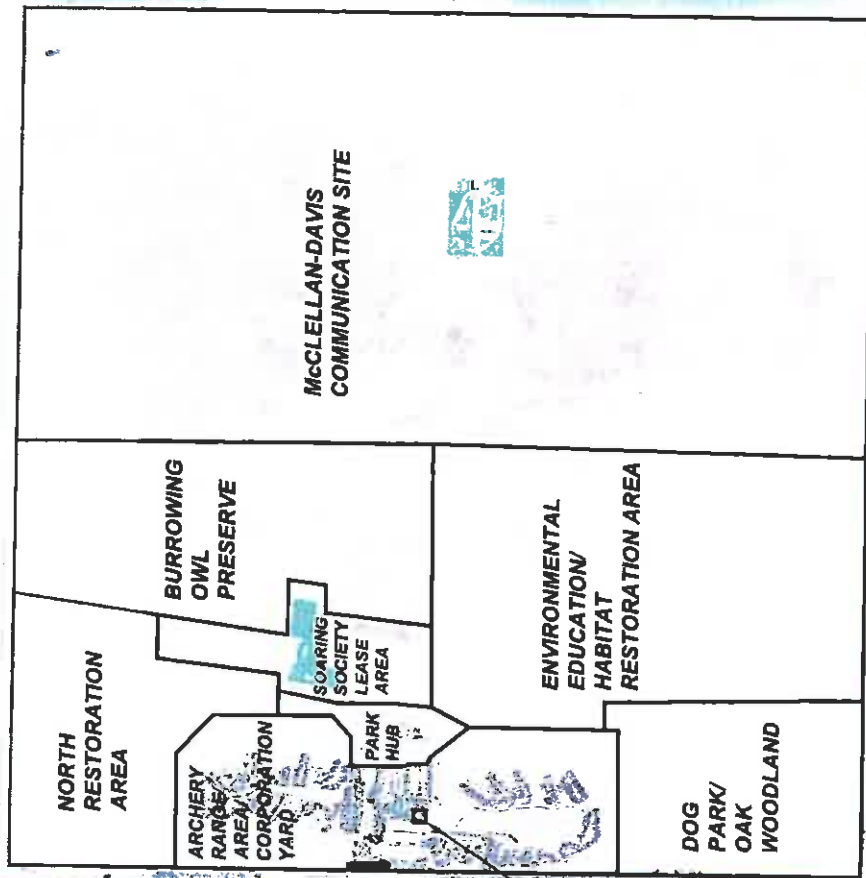 McCLELLAN-DAVIS
COMMUNICATION SITE
BURROWING
OWL
PRESERVE
NORTH
RESTORATION
AREA
SOARING
SOCIETY
LEASE
AREA
PARK
HUB
ARCHERY
RANGE/
AREA/
CORPORATION
YARD
ENVIRONMENTAL
EDUCATION/
HABITAT
RESTORATION AREA
DOG
PARK/
OAK
WOODLAND